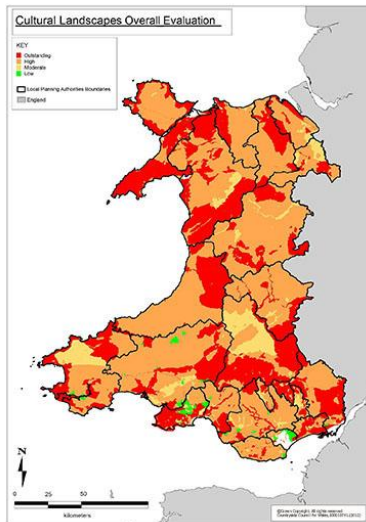 Cultural Landscapes Overall Evaluation
KEY
Outstanding
High
Moderate
Low
Local Planning Authorities Boundaries
England
N
0
25
50
kilometers